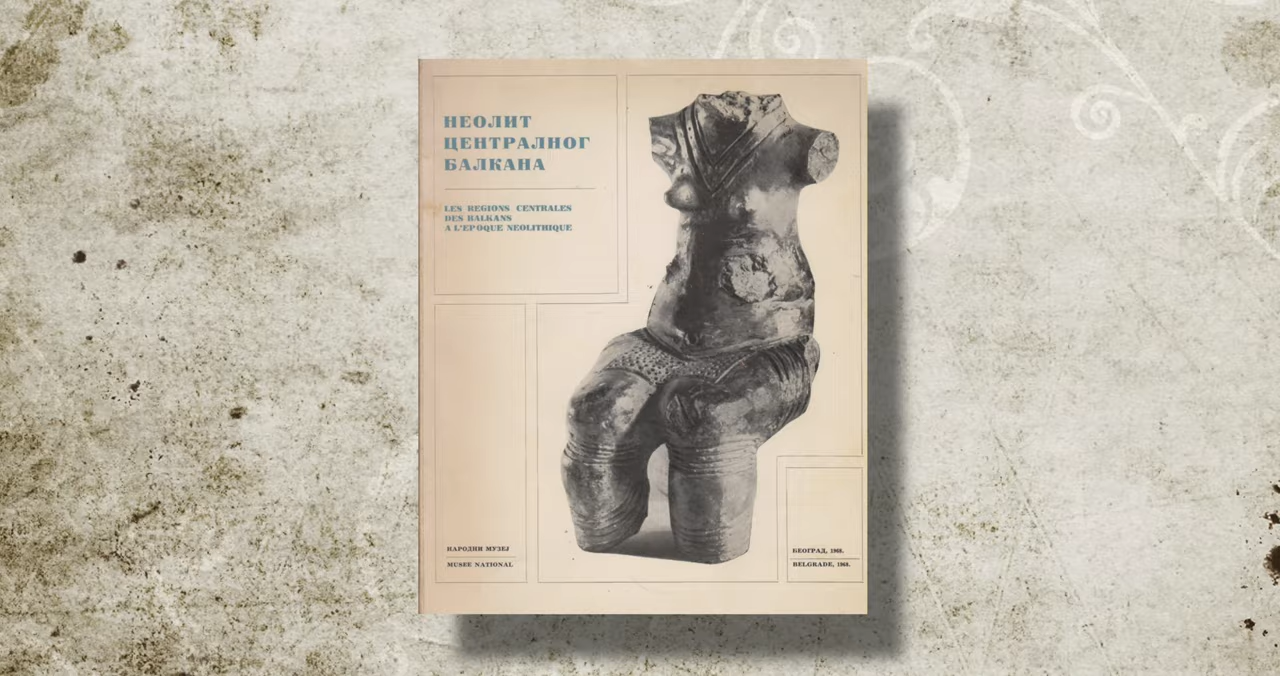 НЕОЛИТ
ЦЕНТРАЛНОГ
БАЛКАНА
LES REGIONS CENTRALES
DES BALKANS
A L'EPOQUE NEOLITHIQUE
НАРОДНИ МУЗЕЈ
MUSEE NATIONAL
БЕОГРАД, 1968.
BELGRADE, 1968.